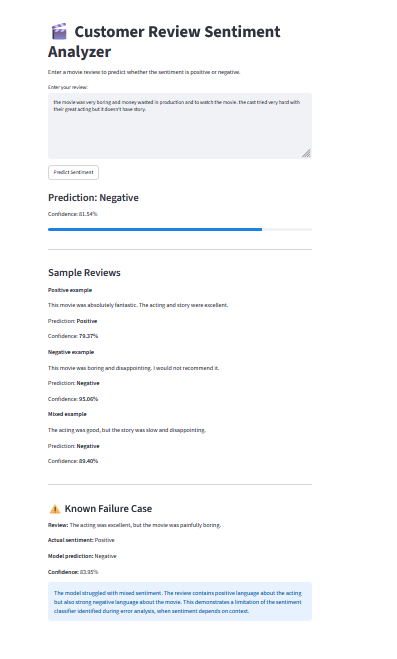 🎬 Customer Review Sentiment
Analyzer
Enter a movie review to predict whether the sentiment is positive or negative.
Enter your review:
the movie was very boring and money wasted in production and to watch the movie. the cast tried very hard with
their great acting but it doesn't have story.
Predict Sentiment
Prediction: Negative
Confidence: 81.54%
Sample Reviews
Positive example
This movie was absolutely fantastic. The acting and story were excellent.
Prediction: Positive
Confidence: 79.37%
Negative example
This movie was boring and disappointing. I would not recommend it.
Prediction: Negative
Confidence: 95.06%
Mixed example
The acting was good, but the story was slow and disappointing.
Prediction: Negative
Confidence: 89.40%
⚠️ Known Failure Case
Review: The acting was excellent, but the movie was painfully boring.
Actual sentiment: Positive
Model prediction: Negative
Confidence: 83.95%
The model struggled with mixed sentiment. The review contains positive language about the acting
but also strong negative language about the movie. This demonstrates a limitation of the sentiment
classifier identified during error analysis, when sentiment depends on context.